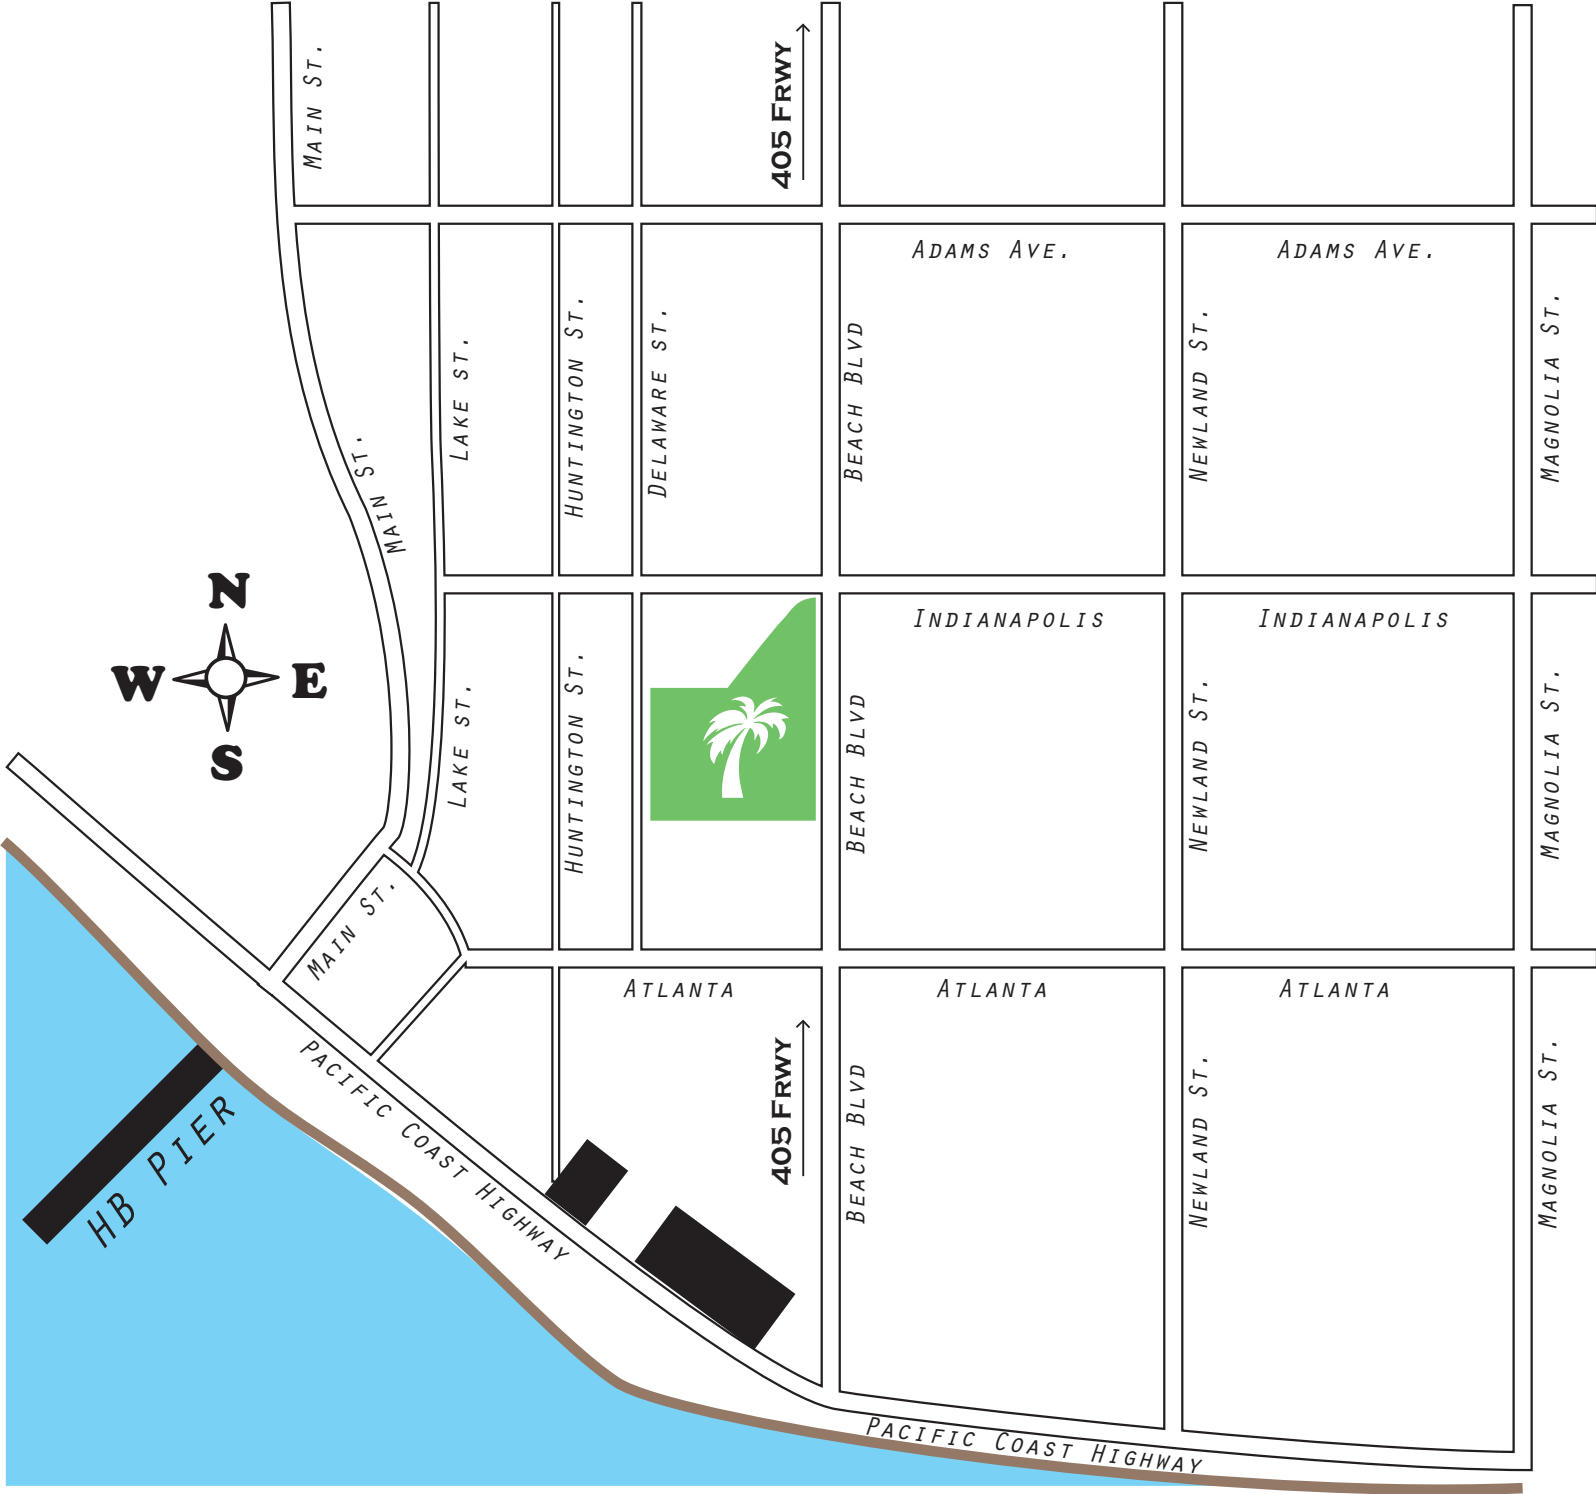 MAIN ST.
405 FRWY
ADAMS AVE.
ADAMS AVE.
MAIN ST.
LAKE ST.
HUNTINGTON ST.
DELAWARE ST.
BEACH BLVD
NEWLAND ST.
MAGNOLIA ST.
N
W
E
S
INDIANAPOLIS
INDIANAPOLIS
LAKE ST.
HUNTINGTON ST.
BEACH BLVD
NEWLAND ST.
MAGNOLIA ST.
MAIN ST.
ATLANTA
ATLANTA
ATLANTA
405 FRWY
BEACH BLVD
NEWLAND ST.
MAGNOLIA ST.
HB PIER
PACIFIC COAST HIGHWAY
PACIFIC COAST HIGHWAY